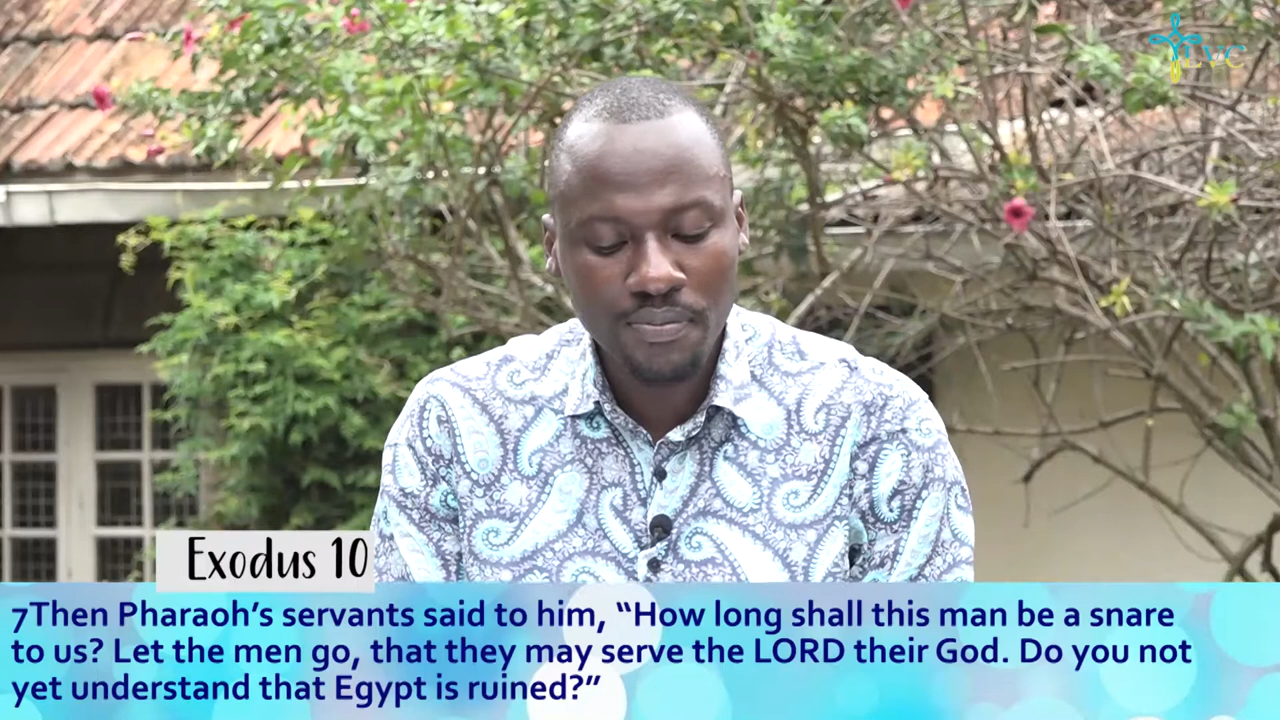 LVC
Exodus 10
7Then Pharaoh’s servants said to him, “How long shall this man be a snare
to us? Let the men go, that they may serve the LORD their God. Do you not
yet understand that Egypt is ruined?”